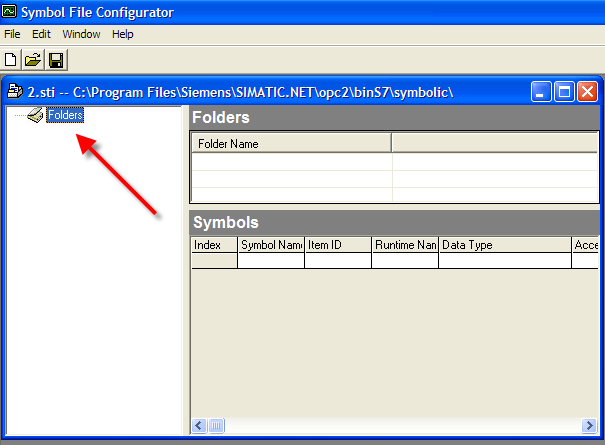 Symbol File Configurator
File Edit Window Help
2.sti -- C:\Program Files\Siemens\SIMATIC.NET\opc2\binS7\symbolic\
Folders
Folders
Folder Name
Symbols
Index Symbol Name Item ID Runtime Nan Data Type Acce